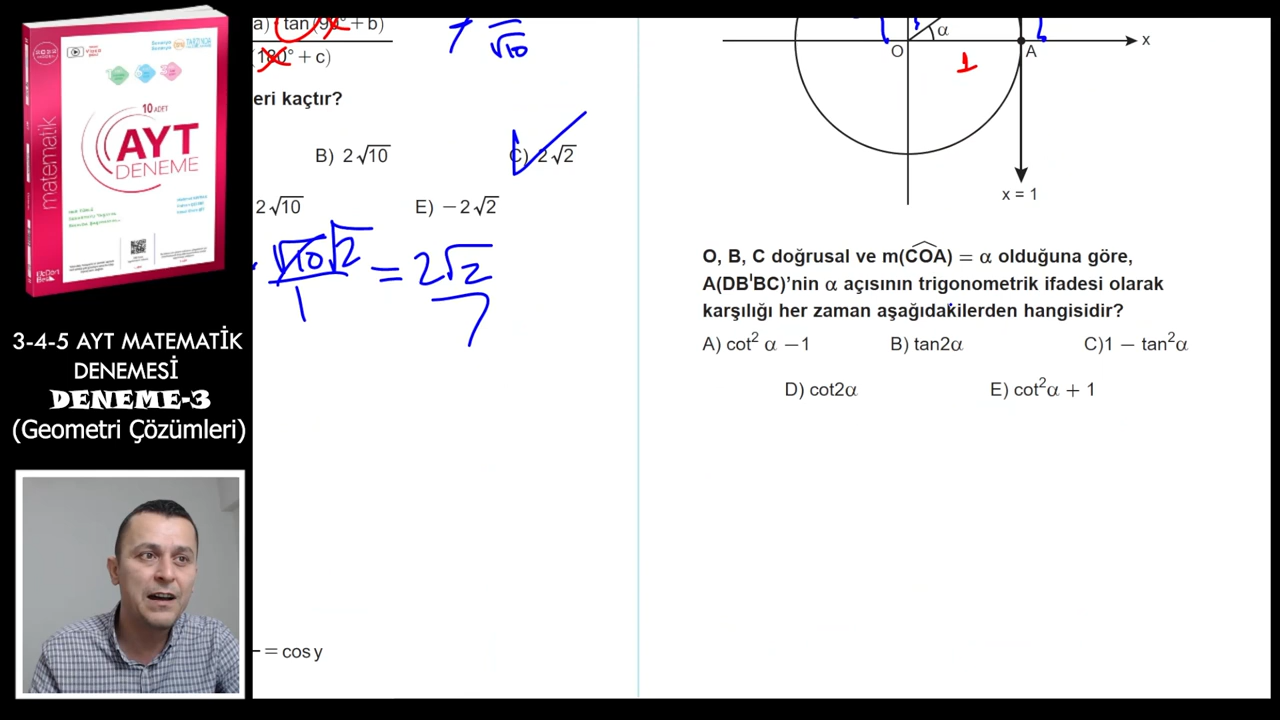 matematik
10 ADET
AYT
DENEME
3-4-5 AYT MATEMATİK
DENEMESİ
DENEME-3
(Geometri Çözümleri)
a) tan(90° + b)
(180° + c)
7
√10
eri kaçtır?
B) 2√10
C) 2√2
2√10
E) −2√2
. √10 √2 / 1 = 2√2
= cos y
O
α
1
A
x
x = 1
O, B, C doğrusal ve m(COA) = α olduğuna göre,
A(DB'BC)'nin α açısının trigonometrik ifadesi olarak
karşılığı her zaman aşağıdakilerden hangisidir?
A) cot² α −1
B) tan2α
C)1 − tan²α
D) cot2α
E) cot²α + 1